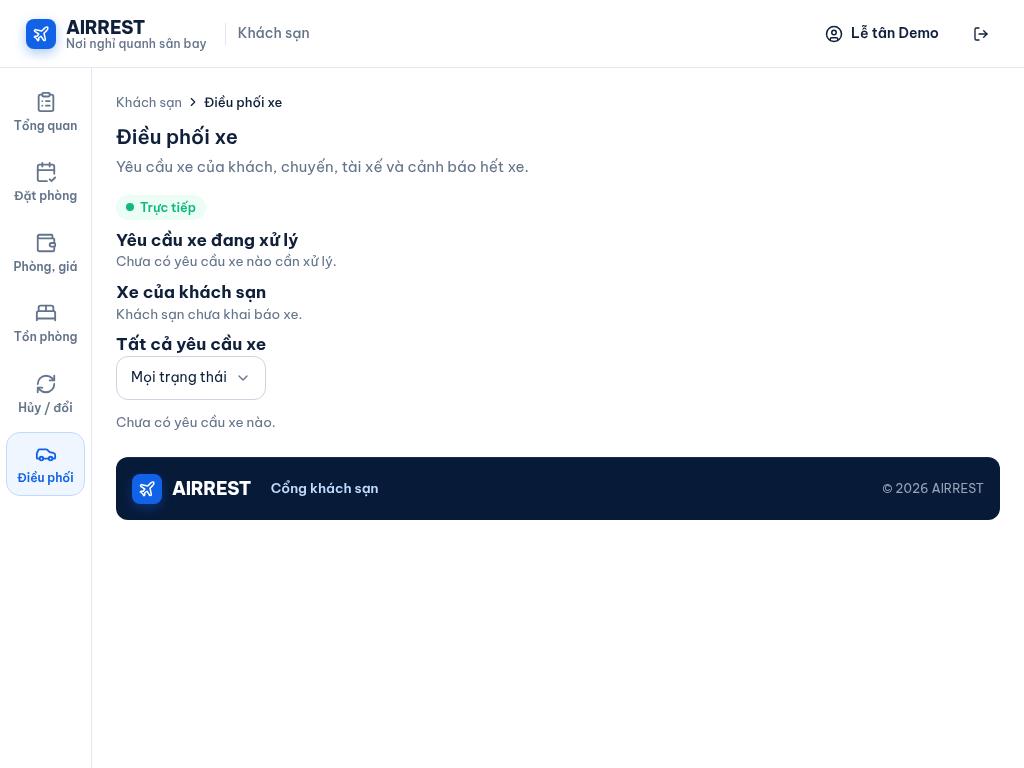 AIRREST
Nơi nghỉ quanh sân bay
Khách sạn
Lễ tân Demo
Tổng quan
Đặt phòng
Phòng, giá
Tồn phòng
Hủy / đổi
Điều phối
Khách sạn > Điều phối xe
Điều phối xe
Yêu cầu xe của khách, chuyến, tài xế và cảnh báo hết xe.
Trực tiếp
Yêu cầu xe đang xử lý
Chưa có yêu cầu xe nào cần xử lý.
Xe của khách sạn
Khách sạn chưa khai báo xe.
Tất cả yêu cầu xe
Mọi trạng thái
Chưa có yêu cầu xe nào.
AIRREST
Cổng khách sạn
© 2026 AIRREST